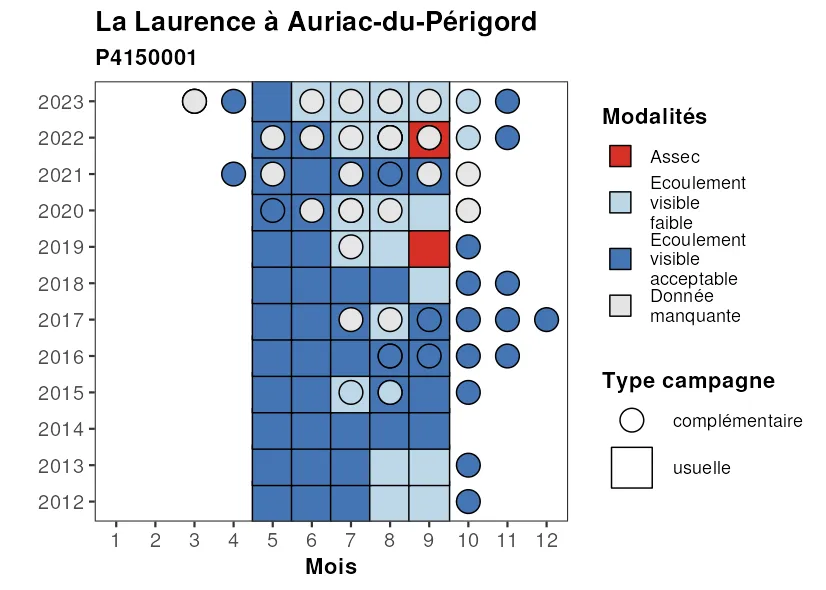 La Laurence à Auriac-du-Périgord
P4150001
2023
2022
2021
2020
2019
2018
2017
2016
2015
2014
2013
2012
1 2 3 4 5 6 7 8 9 10 11 12
Mois
Modalités
Assec
Ecoulement
visible
faible
Ecoulement
visible
acceptable
Donnée
manquante
Type campagne
complémentaire
usuelle